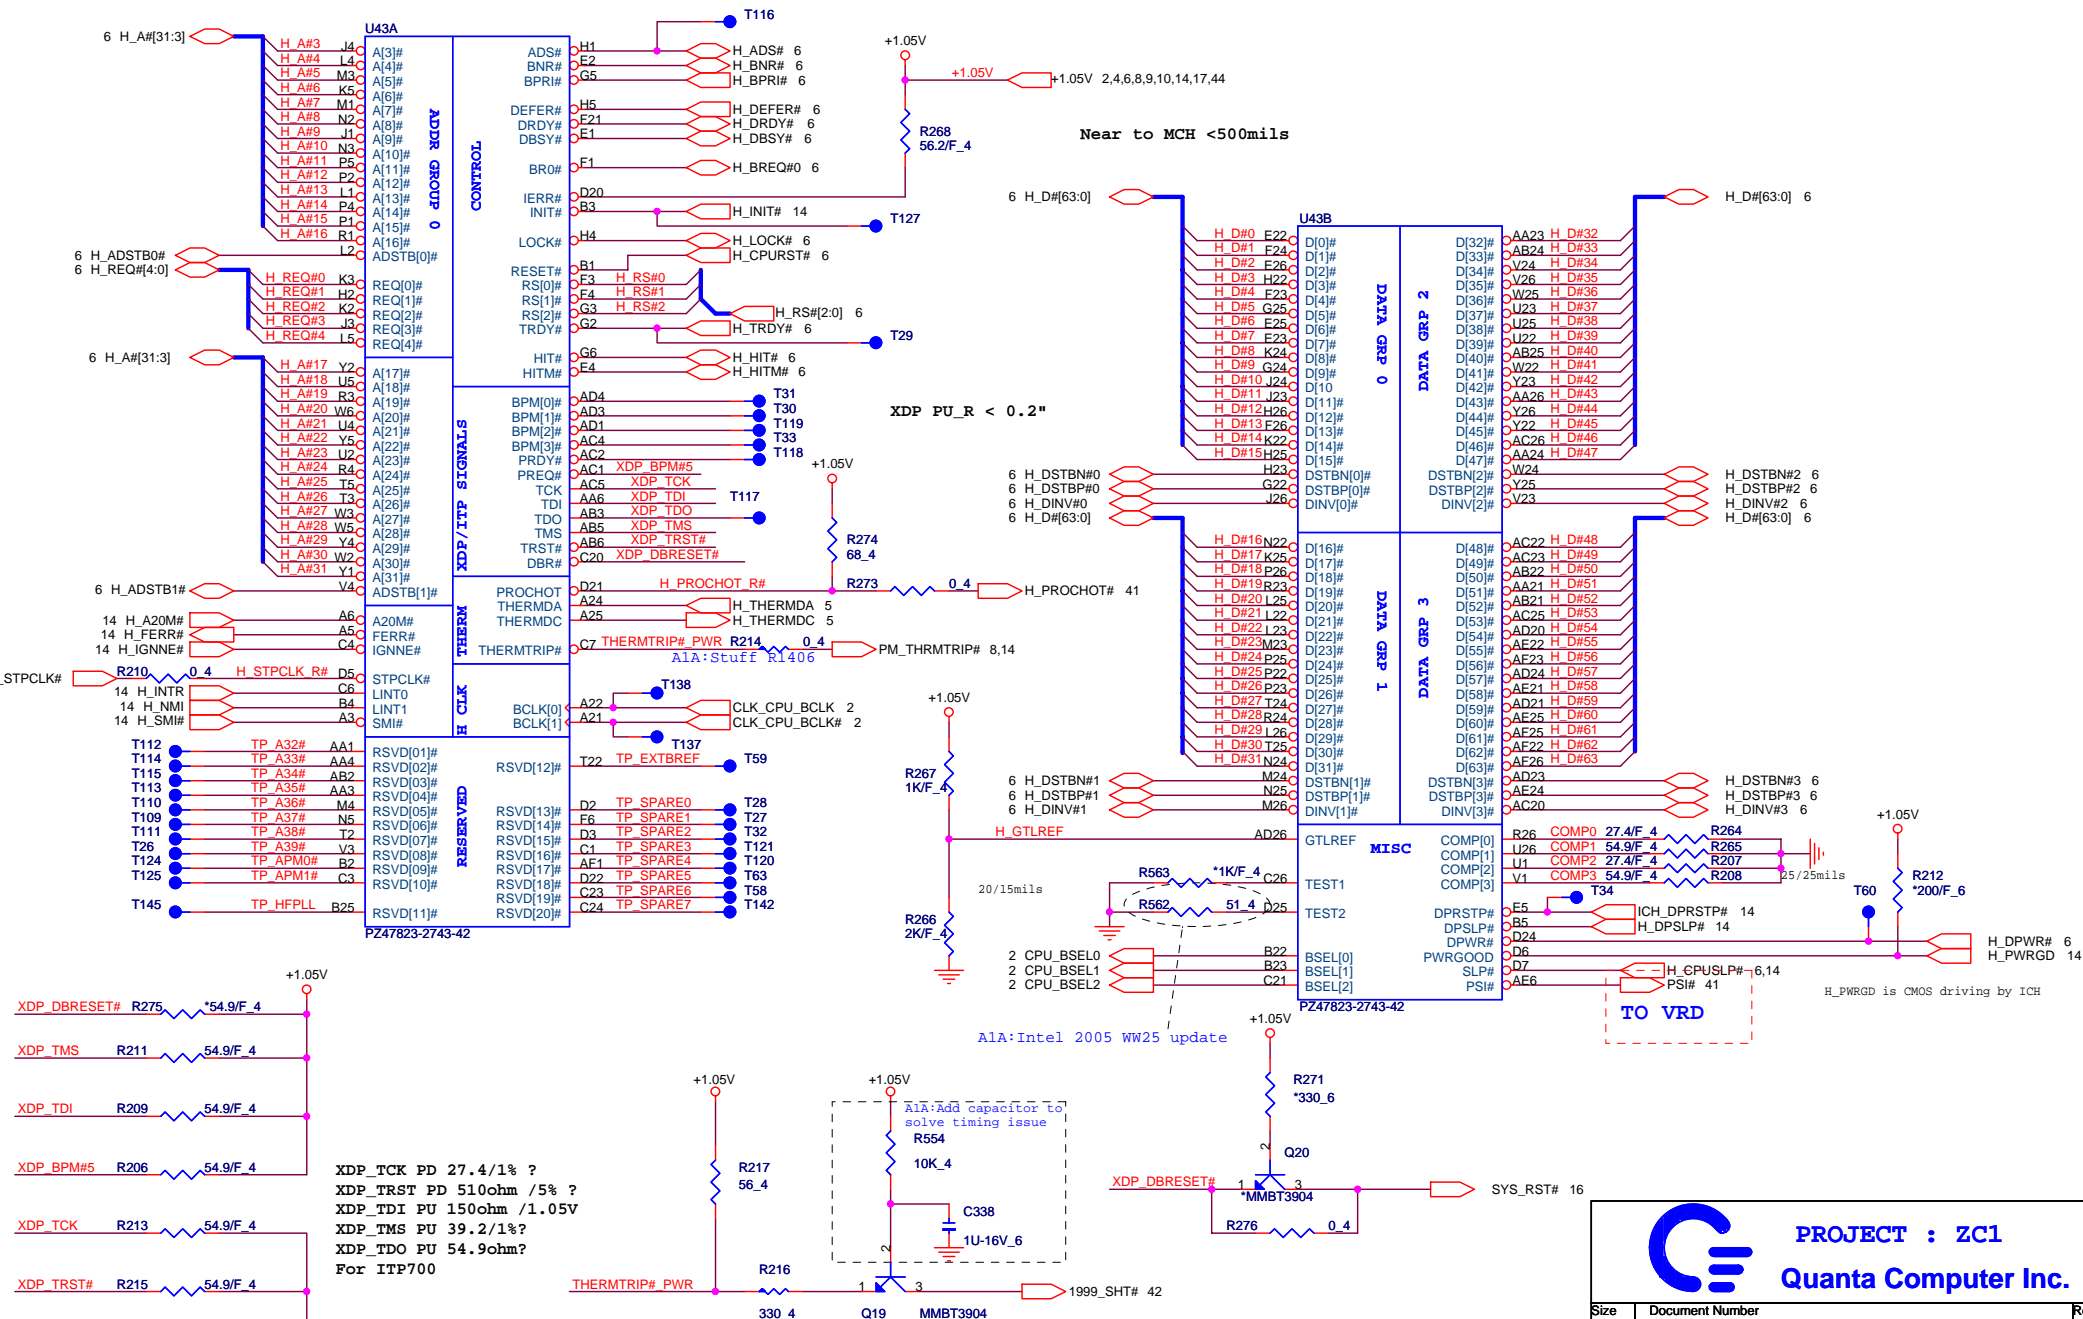 U43A
6 H_A#[31:3]
H_A#3 J4 A[3]#
H_A#4 L4 A[4]#
H_A#5 M3 A[5]#
H_A#6 K5 A[6]#
H_A#7 M1 A[7]#
H_A#8 N2 A[8]#
H_A#9 J1 A[9]#
H_A#10 N3 A[10]#
H_A#11 P5 A[11]#
H_A#12 P2 A[12]#
H_A#13 L1 A[13]#
H_A#14 P4 A[14]#
H_A#15 P1 A[15]#
H_A#16 R1 A[16]#
6 H_ADSTB0# L2 ADSTB[0]#
6 H_REQ#[4:0]
H_REQ#0 K3 REQ[0]#
H_REQ#1 H2 REQ[1]#
H_REQ#2 K2 REQ[2]#
H_REQ#3 J3 REQ[3]#
H_REQ#4 L5 REQ[4]#
ADDR GROUP 0
6 H_A#[31:3]
H_A#17 Y2 A[17]#
H_A#18 U5 A[18]#
H_A#19 R3 A[19]#
H_A#20 W6 A[20]#
H_A#21 U4 A[21]#
H_A#22 Y5 A[22]#
H_A#23 U2 A[23]#
H_A#24 R4 A[24]#
H_A#25 T5 A[25]#
H_A#26 T3 A[26]#
H_A#27 W3 A[27]#
H_A#28 W5 A[28]#
H_A#29 Y4 A[29]#
H_A#30 W2 A[30]#
H_A#31 Y1 A[31]#
6 H_ADSTB1# V4 ADSTB[1]#
14 H_A20M# A6 A20M#
14 H_FERR# A5 FERR#
14 H_IGNNE# C4 IGNNE#
_STPCLK# R210 0_4 H_STPCLK_R# D5 STPCLK#
14 H_INTR C6 LINT0
14 H_NMI B4 LINT1
14 H_SMI# A3 SMI#
T112 TP_A32# AA1 RSVD[01]#
T114 TP_A33# AA4 RSVD[02]#
T115 TP_A34# AB2 RSVD[03]#
T113 TP_A35# AA3 RSVD[04]#
T110 TP_A36# M4 RSVD[05]#
T109 TP_A37# N5 RSVD[06]#
T111 TP_A38# T2 RSVD[07]#
T26 TP_A39# V3 RSVD[08]#
T124 TP_APM0# B2 RSVD[09]#
T125 TP_APM1# C3 RSVD[10]#
T145 TP_HFPLL B25 RSVD[11]#
PZ47823-2743-42
CONTROL
T116
ADS# H1 H_ADS# 6
BNR# E2 H_BNR# 6
BPRI# G5 H_BPRI# 6
DEFER# H5 H_DEFER# 6
DRDY# F21 H_DRDY# 6
DBSY# E1 H_DBSY# 6
BR0# F1 H_BREQ#0 6
IERR# D20
INIT# B3 H_INIT# 14
T127
LOCK# H4 H_LOCK# 6
RESET# B1 H_CPURST# 6
RS[0]# F3 H_RS#0
RS[1]# F4 H_RS#1
RS[2]# G3 H_RS#2
H_RS#[2:0] 6
TRDY# G2 H_TRDY# 6
T29
HIT# G6 H_HIT# 6
HITM# E4 H_HITM# 6
XDP/ITP SIGNALS
BPM[0]# AD4 T31
BPM[1]# AD3 T30
BPM[2]# AD1 T119
BPM[3]# AC4 T33
PRDY# AC2 T118
PREQ# AC1 XDP_BPM#5
TCK AC5 XDP_TCK
TDI AA6 XDP_TDI
TDO AB3 XDP_TDO T117
TMS AB5 XDP_TMS
TRST# AB6 XDP_TRST#
DBR# C20 XDP_DBRESET#
THERM
PROCHOT D21 H_PROCHOT_R# R273 0_4 H_PROCHOT# 41
THERMDA A24 H_THERMDA 5
THERMDC A25 H_THERMDC 5
THERMTRIP# C7 THERMTRIP#_PWR R214 0_4 PM_THRMTRIP# 8,14
A1A:Stuff R1406
H CLK
T138
BCLK[0] A22 CLK_CPU_BCLK 2
BCLK[1] A21 CLK_CPU_BCLK# 2
T137
RESERVED
RSVD[12]# T22 TP_EXTBREF T59
RSVD[13]# D2 TP_SPARE0 T28
RSVD[14]# F6 TP_SPARE1 T27
RSVD[15]# D3 TP_SPARE2 T32
RSVD[16]# C1 TP_SPARE3 T121
RSVD[17]# AF1 TP_SPARE4 T120
RSVD[18]# D22 TP_SPARE5 T63
RSVD[19]# C23 TP_SPARE6 T58
RSVD[20]# C24 TP_SPARE7 T142
+1.05V
+1.05V +1.05V 2,4,6,8,9,10,14,17,44
R268
56.2/F_4
Near to MCH <500mils
XDP PU_R < 0.2"
+1.05V
R274
68_4
U43B
6 H_D#[63:0]
H_D#0 E22 D[0]#
H_D#1 F24 D[1]#
H_D#2 E26 D[2]#
H_D#3 H22 D[3]#
H_D#4 F23 D[4]#
H_D#5 G25 D[5]#
H_D#6 E25 D[6]#
H_D#7 E23 D[7]#
H_D#8 K24 D[8]#
H_D#9 G24 D[9]#
H_D#10 J24 D[10
H_D#11 J23 D[11]#
H_D#12 H26 D[12]#
H_D#13 F26 D[13]#
H_D#14 K22 D[14]#
H_D#15 H25 D[15]#
6 H_DSTBN#0 H23 DSTBN[0]#
6 H_DSTBP#0 G22 DSTBP[0]#
6 H_DINV#0 J26 DINV[0]#
6 H_D#[63:0]
DATA GRP 0
H_D#16 N22 D[16]#
H_D#17 K25 D[17]#
H_D#18 P26 D[18]#
H_D#19 R23 D[19]#
H_D#20 L25 D[20]#
H_D#21 L22 D[21]#
H_D#22 L23 D[22]#
H_D#23 M23 D[23]#
H_D#24 P25 D[24]#
H_D#25 P22 D[25]#
H_D#26 P23 D[26]#
H_D#27 T24 D[27]#
H_D#28 R24 D[28]#
H_D#29 L26 D[29]#
H_D#30 T25 D[30]#
H_D#31 N24 D[31]#
6 H_DSTBN#1 M24 DSTBN[1]#
6 H_DSTBP#1 N25 DSTBP[1]#
6 H_DINV#1 M26 DINV[1]#
DATA GRP 1
H_D#[63:0] 6
D[32]# AA23 H_D#32
D[33]# AB24 H_D#33
D[34]# V24 H_D#34
D[35]# V26 H_D#35
D[36]# W25 H_D#36
D[37]# U23 H_D#37
D[38]# U25 H_D#38
D[39]# U22 H_D#39
D[40]# AB25 H_D#40
D[41]# W22 H_D#41
D[42]# Y23 H_D#42
D[43]# AA26 H_D#43
D[44]# Y26 H_D#44
D[45]# Y22 H_D#45
D[46]# AC26 H_D#46
D[47]# AA24 H_D#47
DSTBN[2]# W24 H_DSTBN#2 6
DSTBP[2]# Y25 H_DSTBP#2 6
DINV[2]# V23 H_DINV#2 6
H_D#[63:0] 6
DATA GRP 2
D[48]# AC22 H_D#48
D[49]# AC23 H_D#49
D[50]# AB22 H_D#50
D[51]# AA21 H_D#51
D[52]# AB21 H_D#52
D[53]# AC25 H_D#53
D[54]# AD20 H_D#54
D[55]# AE22 H_D#55
D[56]# AF23 H_D#56
D[57]# AD24 H_D#57
D[58]# AE21 H_D#58
D[59]# AD21 H_D#59
D[60]# AE25 H_D#60
D[61]# AF25 H_D#61
D[62]# AF22 H_D#62
D[63]# AF26 H_D#63
DSTBN[3]# AD23 H_DSTBN#3 6
DSTBP[3]# AE24 H_DSTBP#3 6
DINV[3]# AC20 H_DINV#3 6
DATA GRP 3
MISC
+1.05V
R267
1K/F_4
H_GTLREF AD26 GTLREF
20/15mils
R266
2K/F_4
R563 *1K/F_4 C26 TEST1
R562 51_4 D25 TEST2
2 CPU_BSEL0 B22 BSEL[0]
2 CPU_BSEL1 B23 BSEL[1]
2 CPU_BSEL2 C21 BSEL[2]
PZ47823-2743-42
A1A:Intel 2005 WW25 update
COMP[0] R26 COMP0 27.4/F_4 R264
COMP[1] U26 COMP1 54.9/F_4 R265
COMP[2] U1 COMP2 27.4/F_4 R207
COMP[3] V1 COMP3 54.9/F_4 R208
25/25mils
T34
DPRSTP# E5 ICH_DPRSTP# 14
DPSLP# B5 H_DPSLP# 14
DPWR# D24 H_DPWR# 6
PWRGOOD D6 H_PWRGD 14
SLP# D7 H_CPUSLP# 6,14
PSI# AE6 PSI# 41
TO VRD
+1.05V
R212
*200/F_6
T60
H_PWRGD is CMOS driving by ICH
+1.05V
XDP_DBRESET# R275 *54.9/F_4
XDP_TMS R211 54.9/F_4
XDP_TDI R209 54.9/F_4
XDP_BPM#5 R206 54.9/F_4
XDP_TCK R213 54.9/F_4
XDP_TRST# R215 54.9/F_4
XDP_TCK PD 27.4/1% ?
XDP_TRST PD 510ohm /5% ?
XDP_TDI PU 150ohm /1.05V
XDP_TMS PU 39.2/1%?
XDP_TDO PU 54.9ohm?
For ITP700
+1.05V
R217
56_4
THERMTRIP#_PWR
R216
330 4
+1.05V
A1A:Add capacitor to
solve timing issue
R554
10K_4
C338
1U-16V_6
2
1 3
Q19 MMBT3904
1999_SHT# 42
+1.05V
R271
*330_6
2
Q20
XDP_DBRESET# 1 3
*MMBT3904
R276 0_4
SYS_RST# 16
PROJECT : ZC1
Quanta Computer Inc.
Size Document Number R